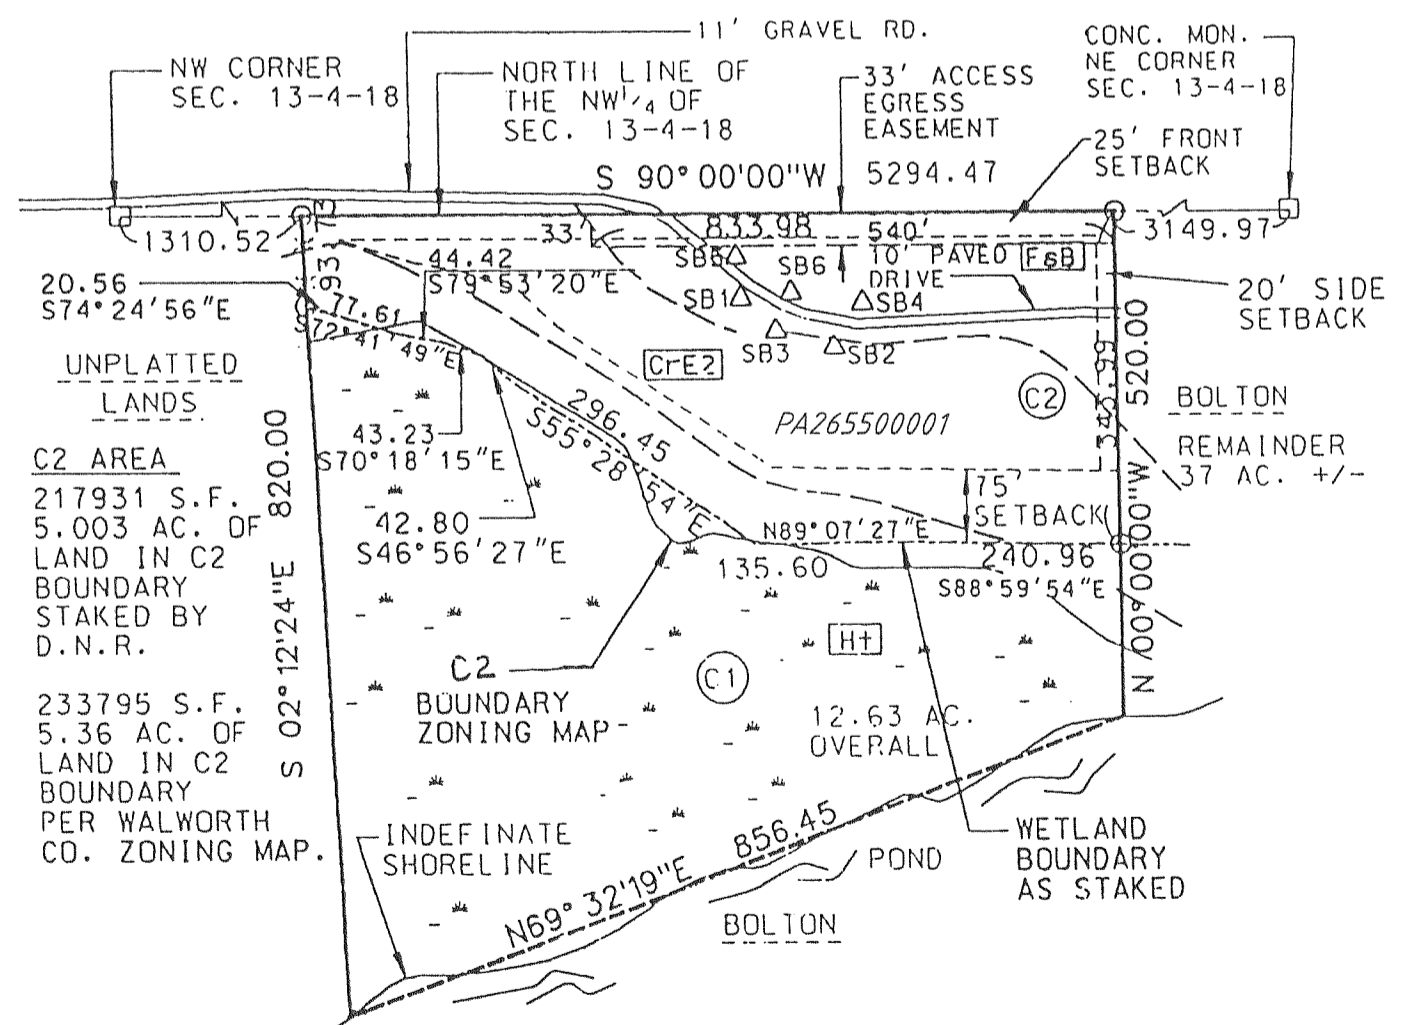 11' GRAVEL RD.
CONC. MON.
NE CORNER
SEC. 13-4-18
NW CORNER
SEC. 13-4-18
NORTH LINE OF
THE NW1/4 OF
SEC. 13-4-18
33' ACCESS
EGRESS
EASEMENT
25' FRONT
SETBACK
S 90°00'00"W 5294.47
1310.52
33
833.98
540'
3149.97
SB5
SB6
10' PAVED
DRIVE
FsB
20.56
S74°24'56"E
93
44.42
S79°53'20"E
SB1
SB4
SB3
SB2
20' SIDE
SETBACK
77.61
S72°41'49"E
CrE2
C2
520.00
N 00°00'00"W
UNPLATTED
LANDS
BOLTON
REMAINDER
37 AC. +/-
PA265500001
296.45
S55°28'54"E
43.23
S70°18'15"E
42.80
S46°56'27"E
75'
SETBACK
N89°07'27"E
240.96
135.60
S88°59'54"E
C2 AREA
217931 S.F.
5.003 AC. OF
LAND IN C2
BOUNDARY
STAKED BY
D.N.R.
S 02°12'24"E 820.00
233795 S.F.
5.36 AC. OF
LAND IN C2
BOUNDARY
PER WALWORTH
CO. ZONING MAP.
C2
BOUNDARY
ZONING MAP
C1
Ht
12.63 AC.
OVERALL
INDEFINATE
SHORELINE
N69°32'19"E 856.45
POND
BOLTON
WETLAND
BOUNDARY
AS STAKED